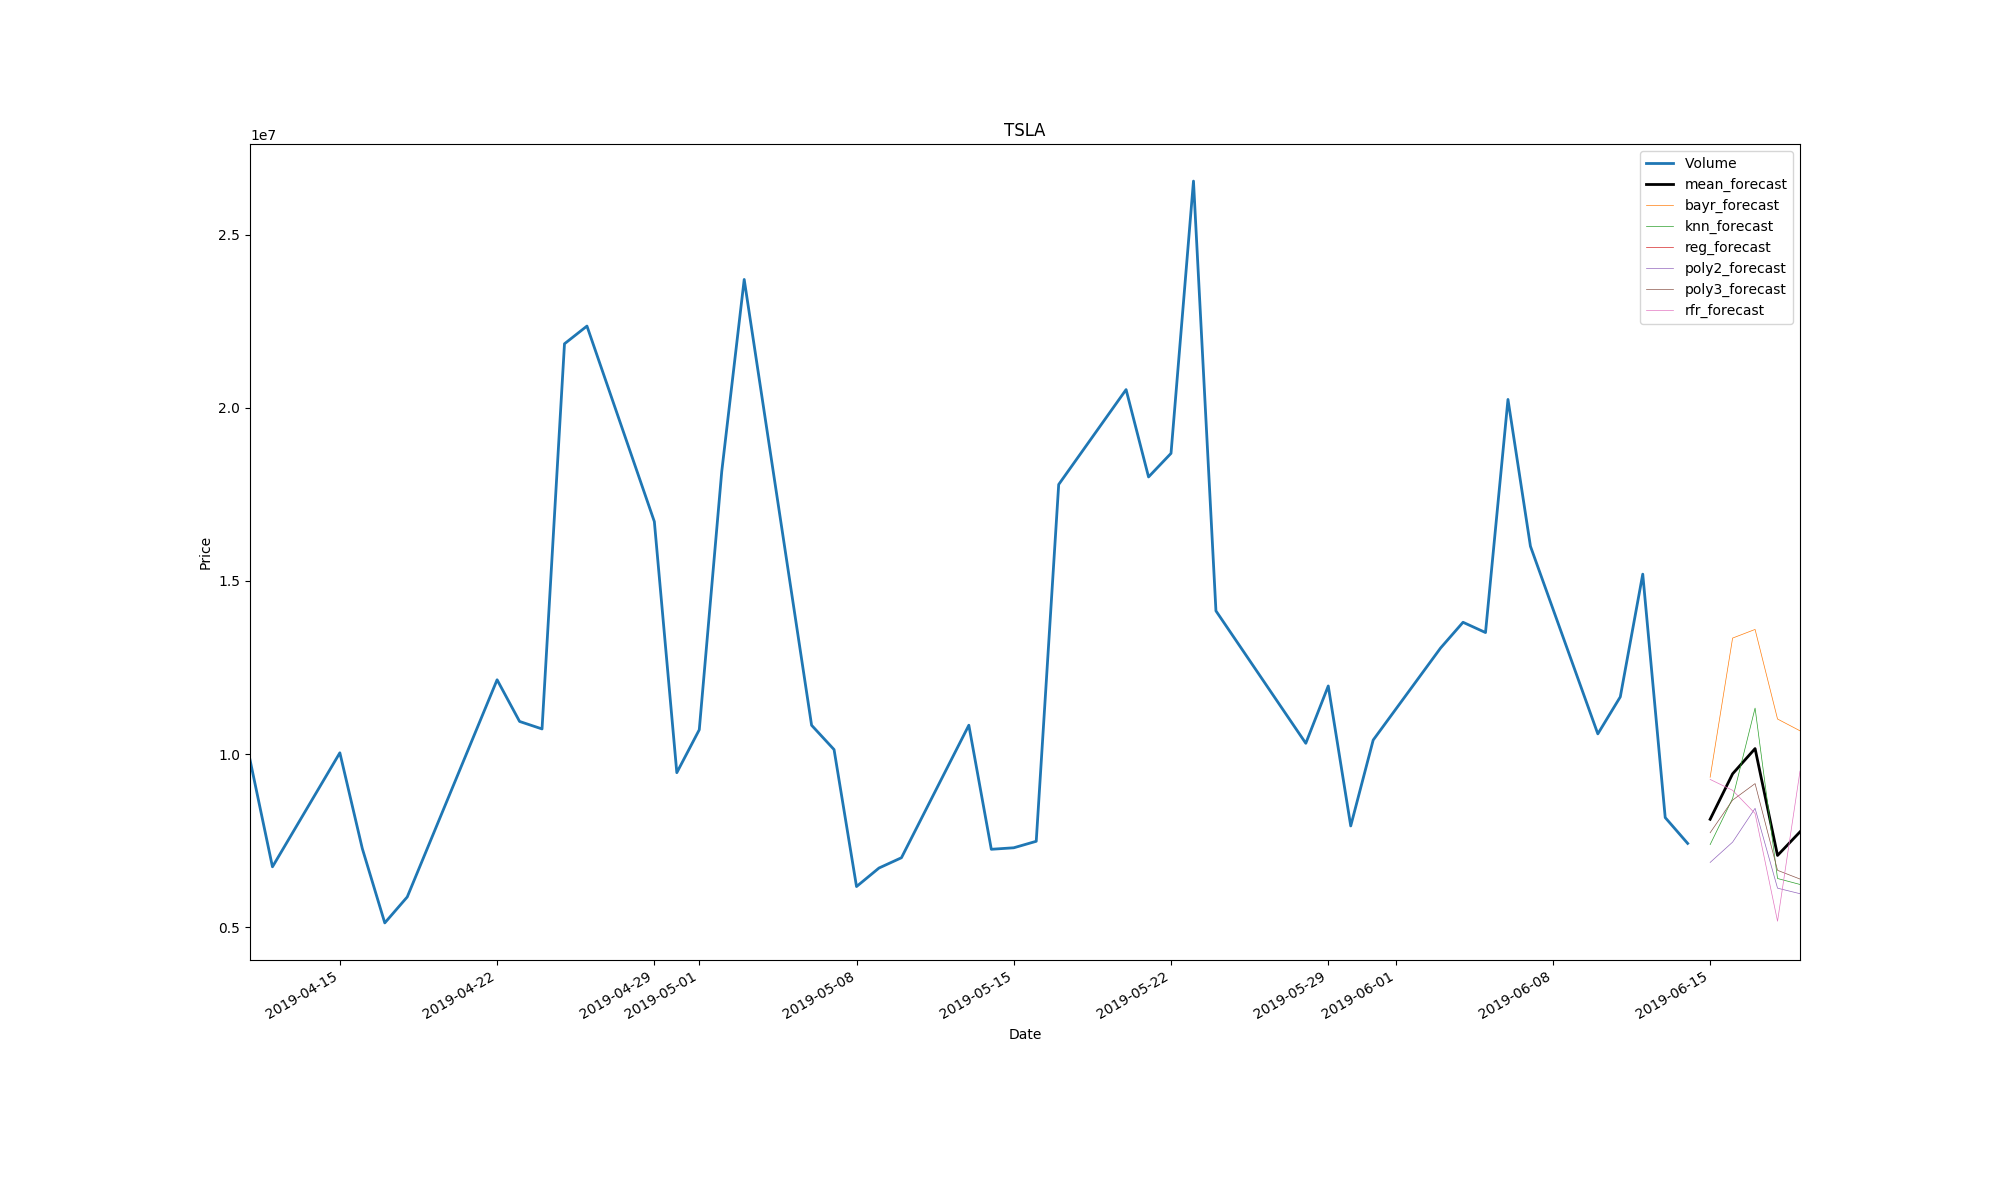 TSLA
1e7
Volume
mean_forecast
bayr_forecast
knn_forecast
reg_forecast
poly2_forecast
poly3_forecast
rfr_forecast
2.5
2.0
1.5
1.0
0.5
Price
2019-04-15
2019-04-22
2019-04-29
2019-05-01
2019-05-08
2019-05-15
2019-05-22
2019-05-29
2019-06-01
2019-06-08
2019-06-15
Date